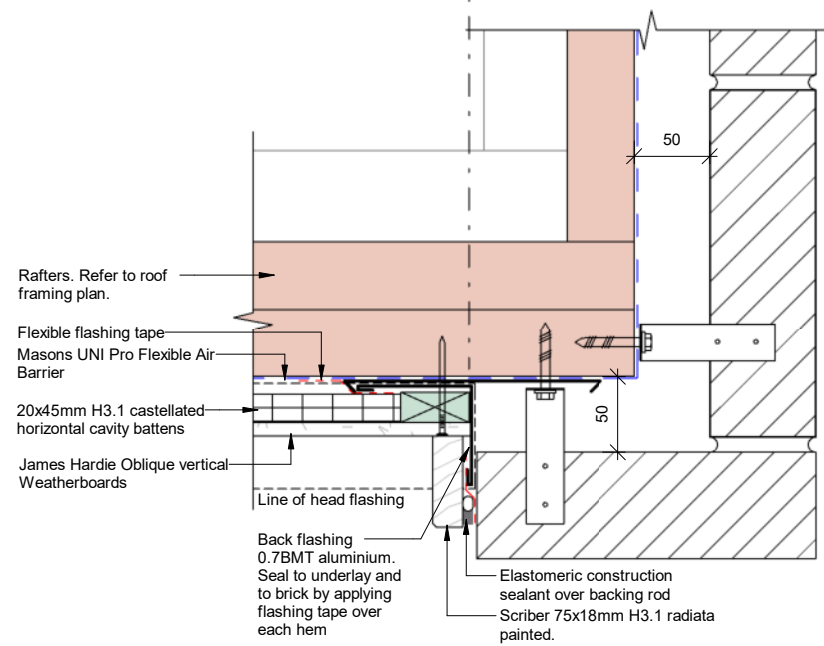 50
Rafters. Refer to roof
framing plan.
Flexible flashing tape
Masons UNI Pro Flexible Air
Barrier
20x45mm H3.1 castellated
horizontal cavity battens
50
James Hardie Oblique vertical
Weatherboards
Line of head flashing
Back flashing
0.7BMT aluminium.
Seal to underlay and
to brick by applying
flashing tape over
each hem
Elastomeric construction
sealant over backing rod
Scriber 75x18mm H3.1 radiata
painted.